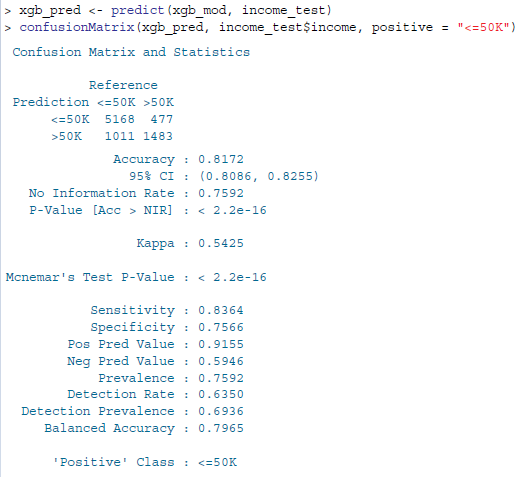 > xgb_pred <- predict(xgb_mod, income_test)
> confusionMatrix(xgb_pred, income_test$income, positive = "<=50K")
Confusion Matrix and Statistics
Reference
Prediction <=50K >50K
<=50K 5168 477
>50K 1011 1483
Accuracy : 0.8172
95% CI : (0.8086, 0.8255)
No Information Rate : 0.7592
P-Value [Acc > NIR] : < 2.2e-16
Kappa : 0.5425
Mcnemar's Test P-Value : < 2.2e-16
Sensitivity : 0.8364
Specificity : 0.7566
Pos Pred Value : 0.9155
Neg Pred Value : 0.5946
Prevalence : 0.7592
Detection Rate : 0.6350
Detection Prevalence : 0.6936
Balanced Accuracy : 0.7965
'Positive' Class : <=50K